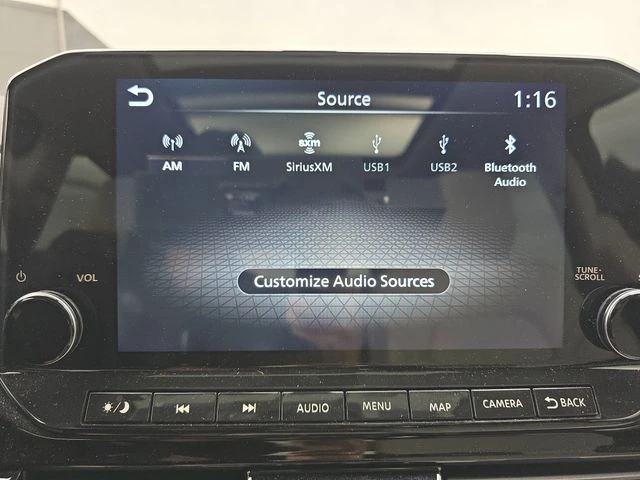 Source 1:16
AM FM SiriusXM USB1 USB2 Bluetooth Audio
sxm
Customize Audio Sources
VOL
TUNE·
SCROLL
AUDIO MENU MAP CAMERA BACK